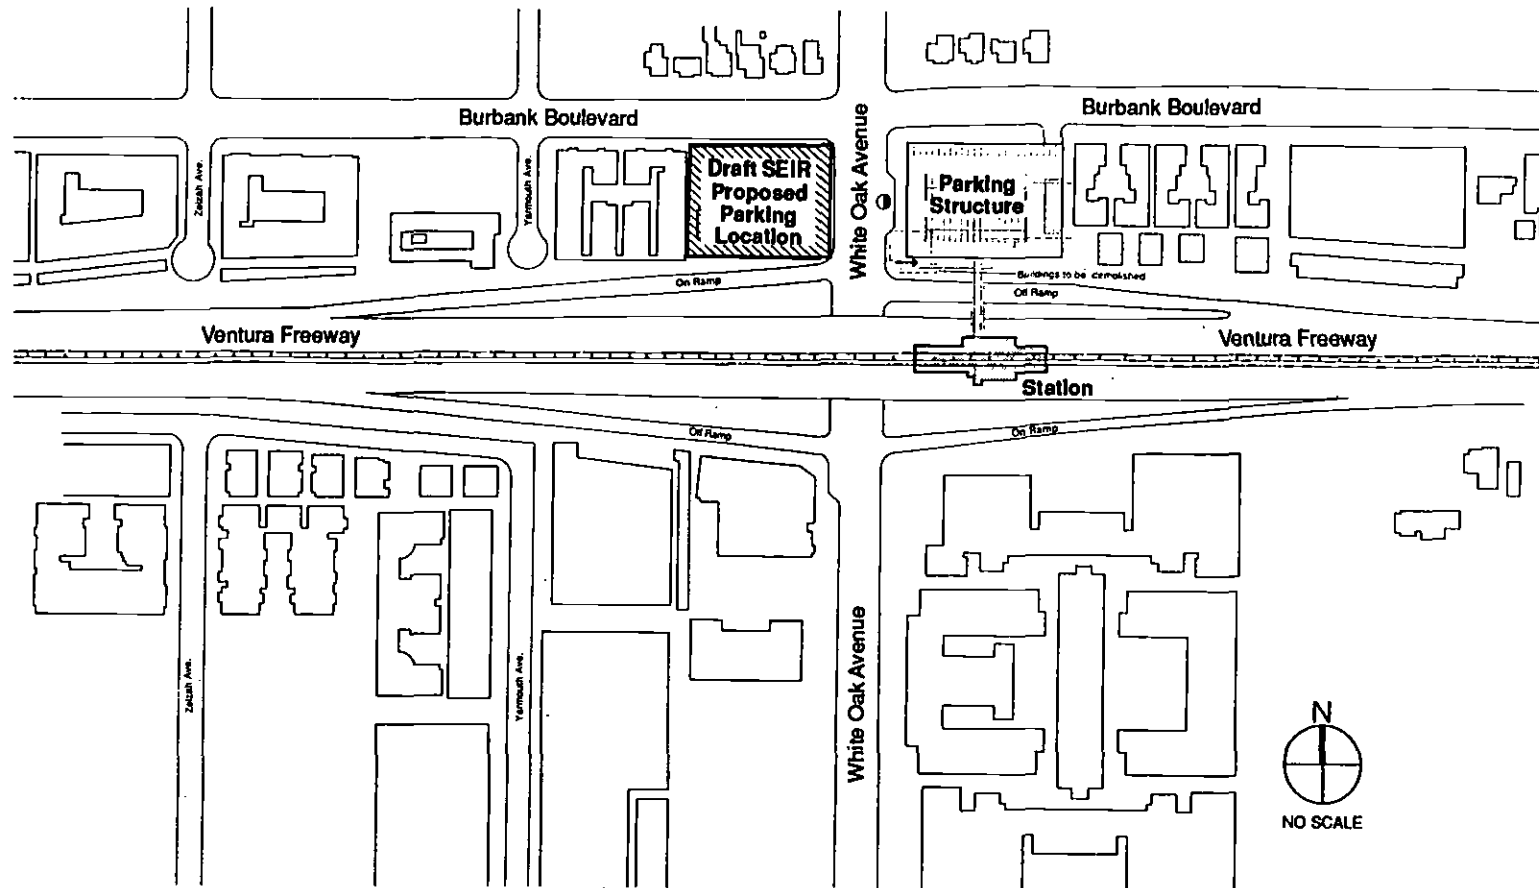 Burbank Boulevard
Burbank Boulevard
White Oak Avenue
Zelzah Ave.
Yarmouth Ave.
Draft SEIR
Proposed
Parking
Location
Parking
Structure
Buildings to be demolished
On Ramp
Off Ramp
Ventura Freeway
Ventura Freeway
Station
Off Ramp
On Ramp
Zelzah Ave.
Yarmouth Ave.
White Oak Avenue
N
NO SCALE